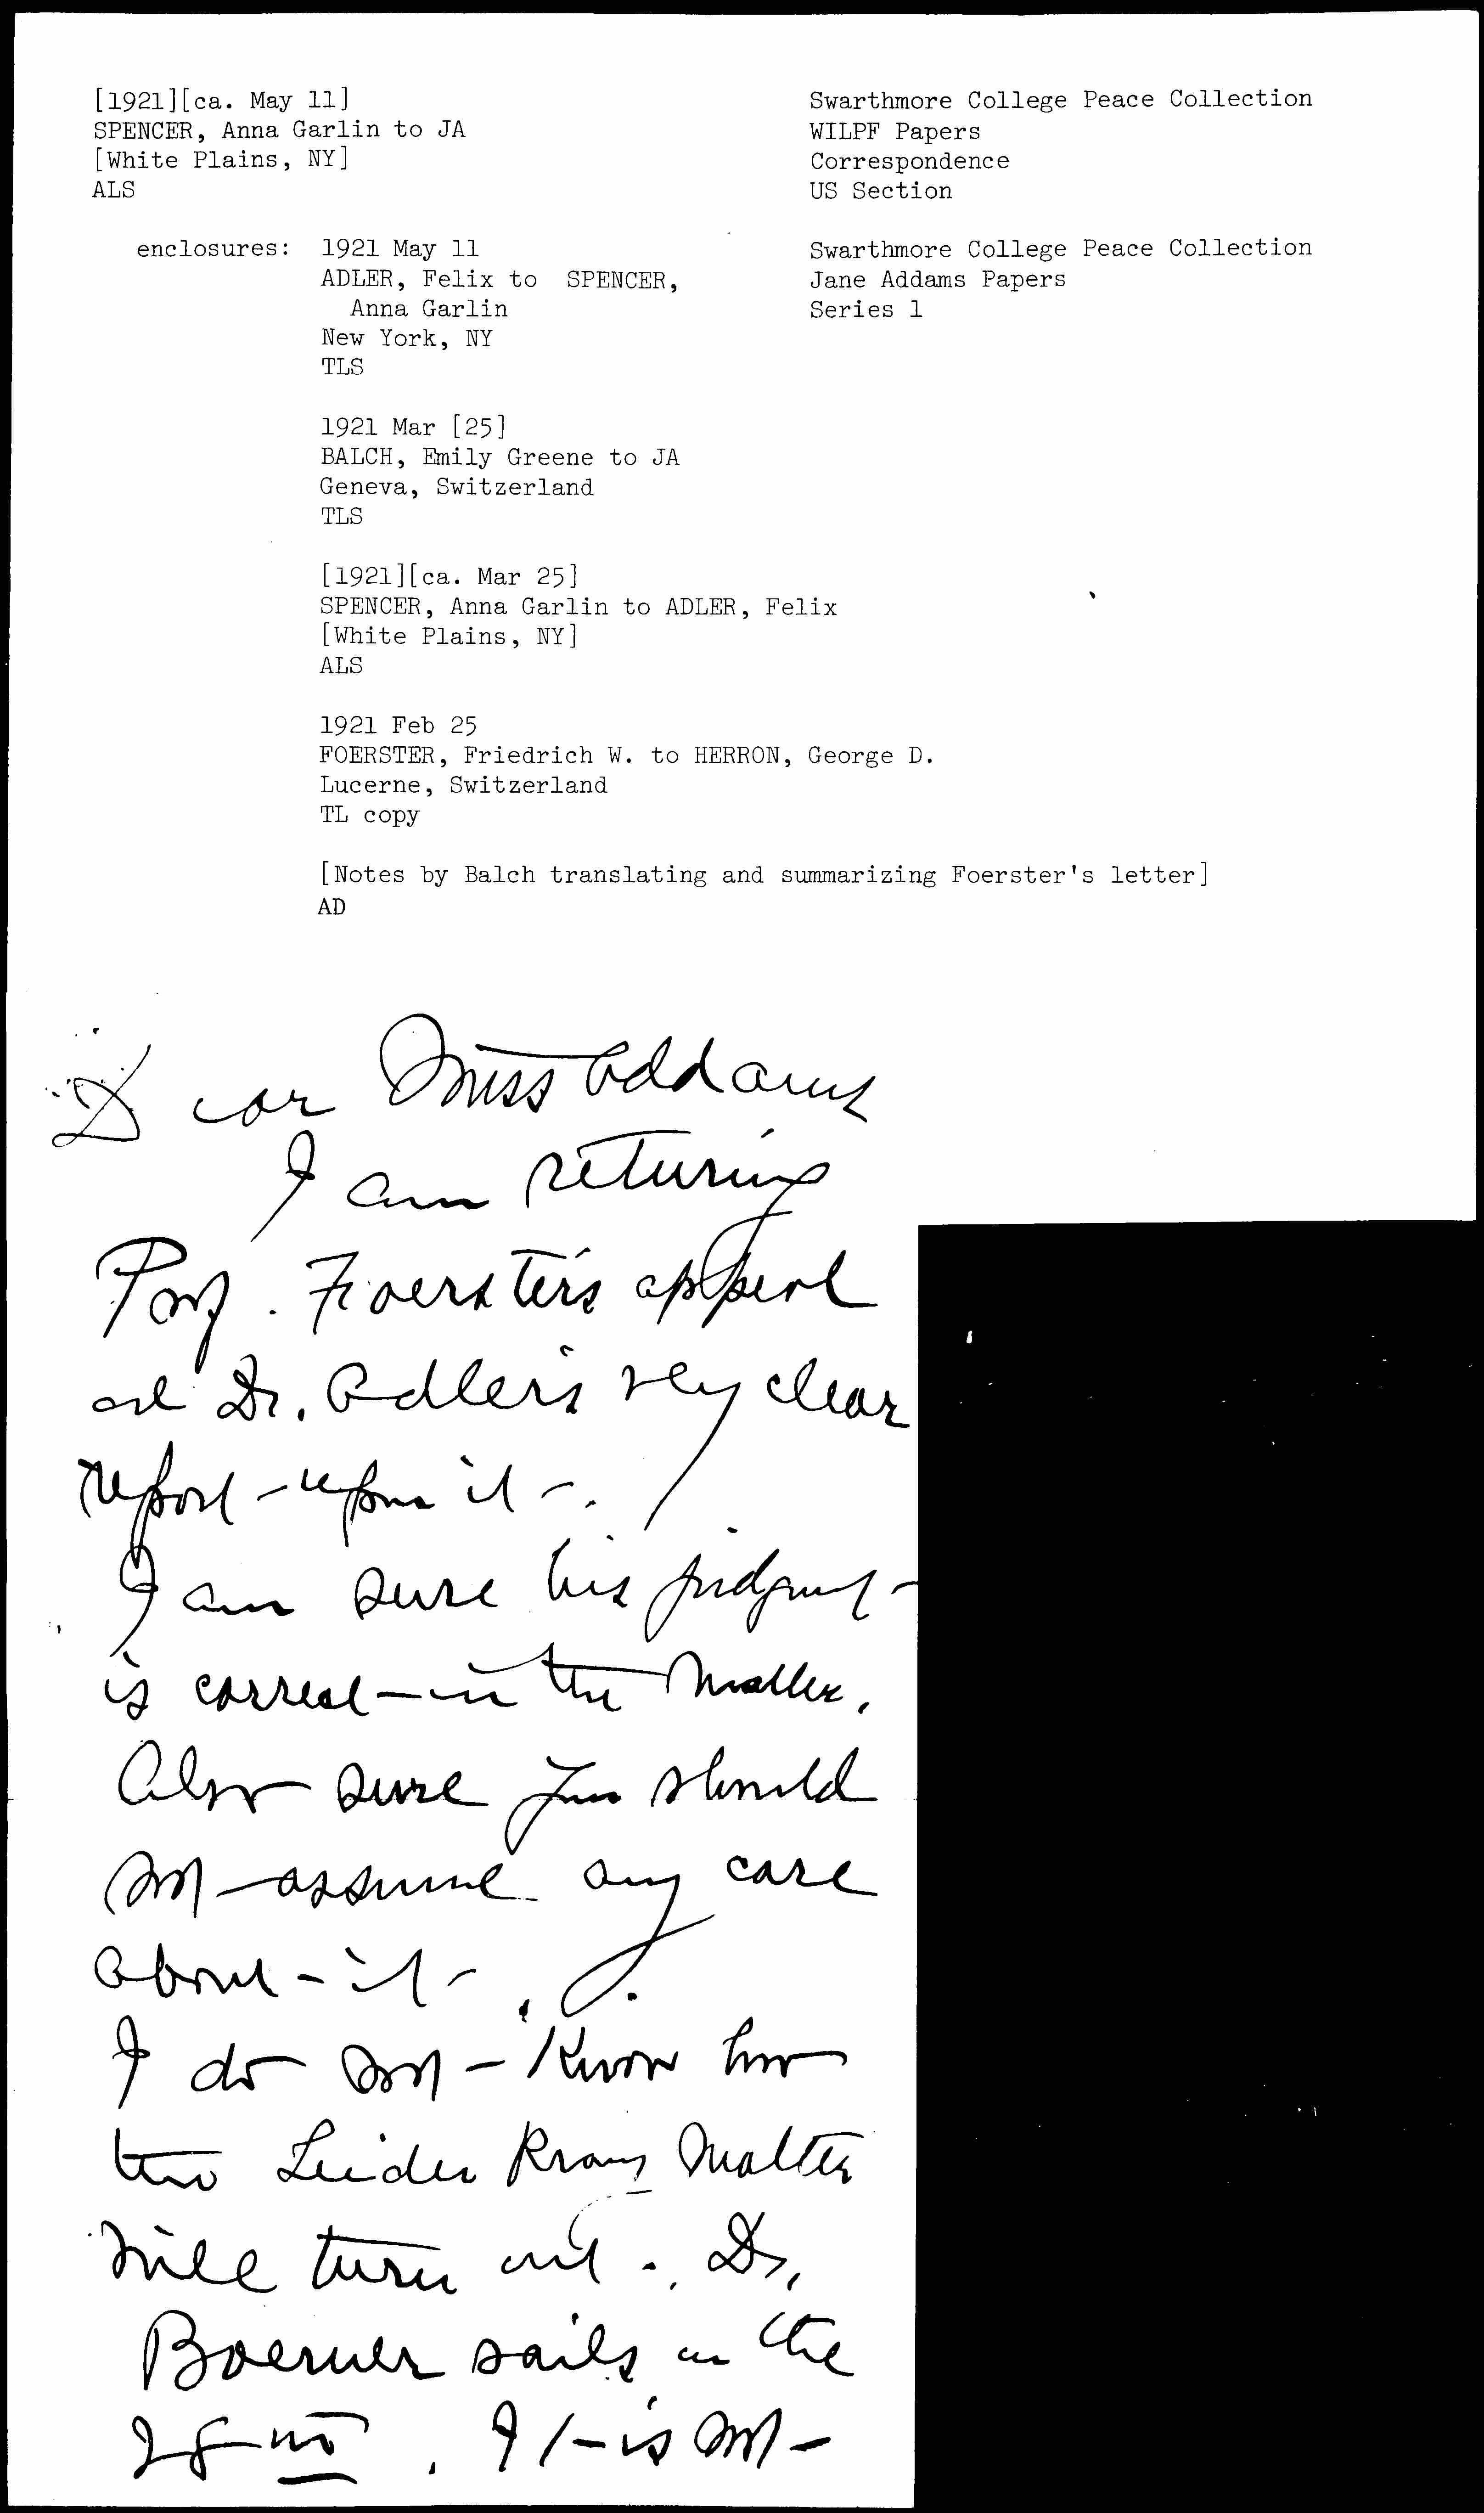 [1921][ca. May 11]
SPENCER, Anna Garlin to JA
[White Plains, NY]
ALS
Swarthmore College Peace Collection
WILPF Papers
Correspondence
US Section
enclosures: 1921 May 11
ADLER, Felix to SPENCER,
Anna Garlin
New York, NY
TLS
Swarthmore College Peace Collection
Jane Addams Papers
Series 1
1921 Mar [25]
BALCH, Emily Greene to JA
Geneva, Switzerland
TLS
[1921][ca. Mar 25]
SPENCER, Anna Garlin to ADLER, Felix
[White Plains, NY]
ALS
1921 Feb 25
FOERSTER, Friedrich W. to HERRON, George D.
Lucerne, Switzerland
TL copy
[Notes by Balch translating and summarizing Foerster's letter]
AD
Dear Miss Addams
I am returing
Prof. Foerster's appeal
and Dr. Adler's very clear
report upon it.
I am sure his judgment
is correct in the matter.
Also sure you should
not assume any care
about it.
I do not know how
the Leider Kranz matter
will turn out. Dr.
Boerner sails on the
28. It is not